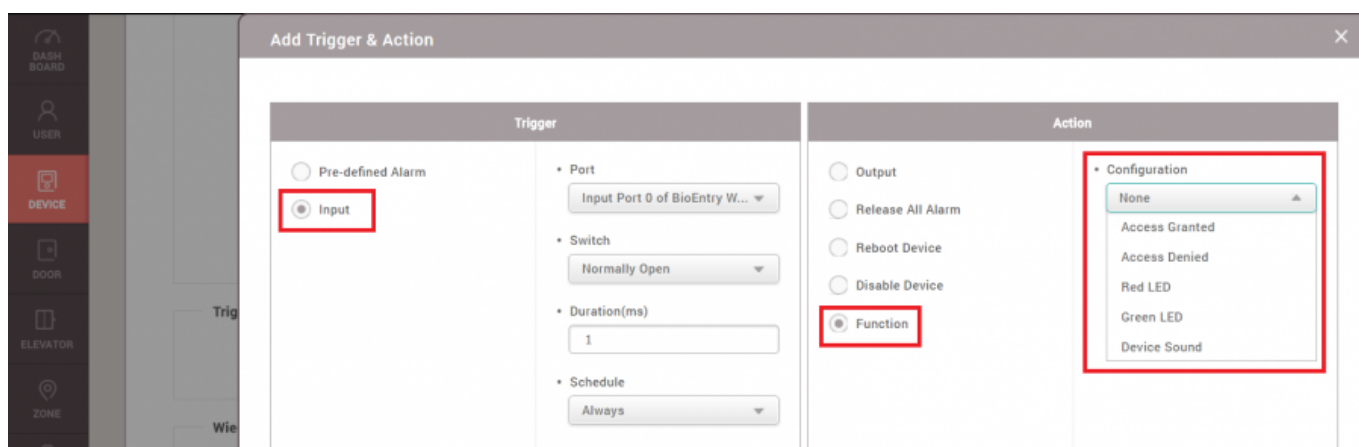 DASH
BOARD
USER
DEVICE
DOOR
ELEVATOR
ZONE
Trig
Wie
Add Trigger & Action
Trigger
Pre-defined Alarm
Input
• Port
Input Port 0 of BioEntry W...
• Switch
Normally Open
• Duration(ms)
1
• Schedule
Always
Action
Output
Release All Alarm
Reboot Device
Disable Device
Function
• Configuration
None
Access Granted
Access Denied
Red LED
Green LED
Device Sound